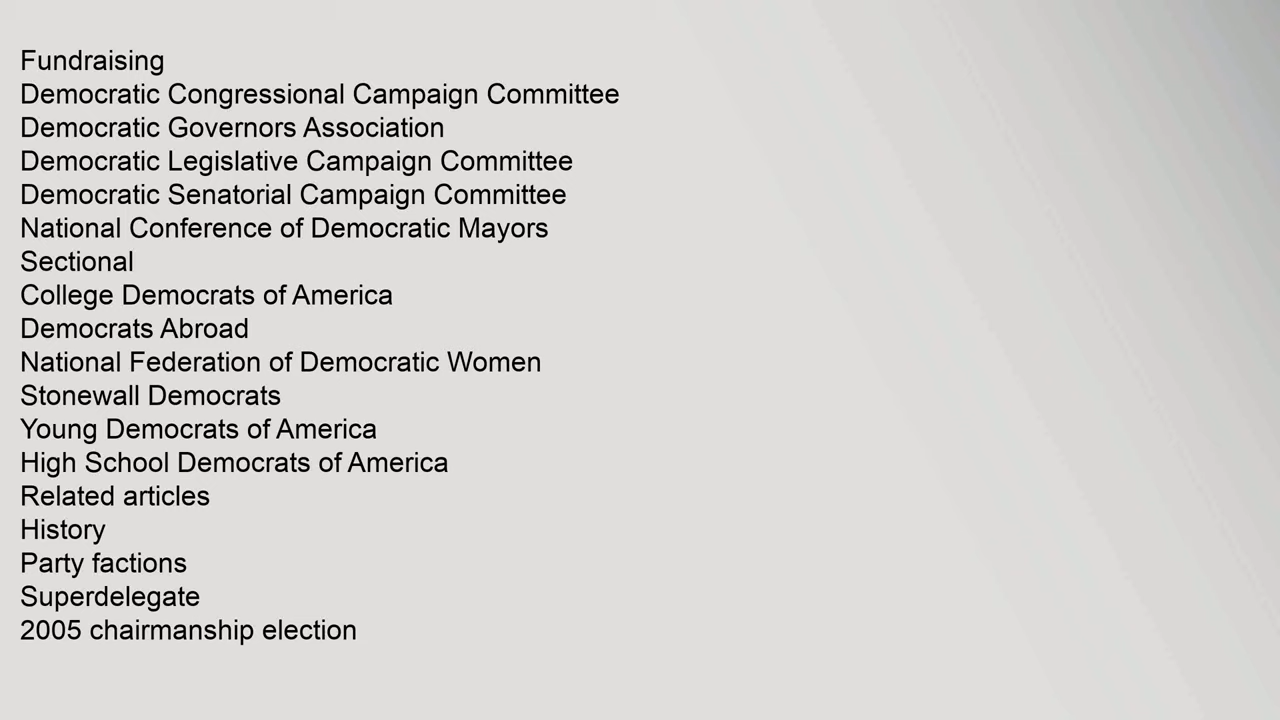 Fundraising
Democratic Congressional Campaign Committee
Democratic Governors Association
Democratic Legislative Campaign Committee
Democratic Senatorial Campaign Committee
National Conference of Democratic Mayors
Sectional
College Democrats of America
Democrats Abroad
National Federation of Democratic Women
Stonewall Democrats
Young Democrats of America
High School Democrats of America
Related articles
History
Party factions
Superdelegate
2005 chairmanship election